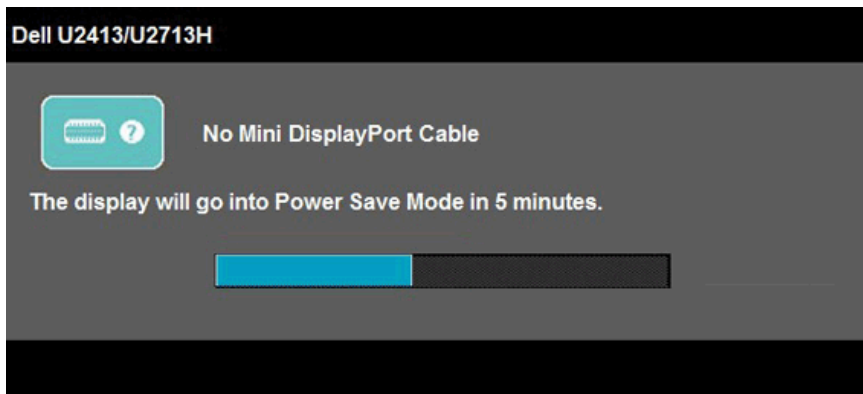 Dell U2413/U2713H
?
No Mini DisplayPort Cable
The display will go into Power Save Mode in 5 minutes.